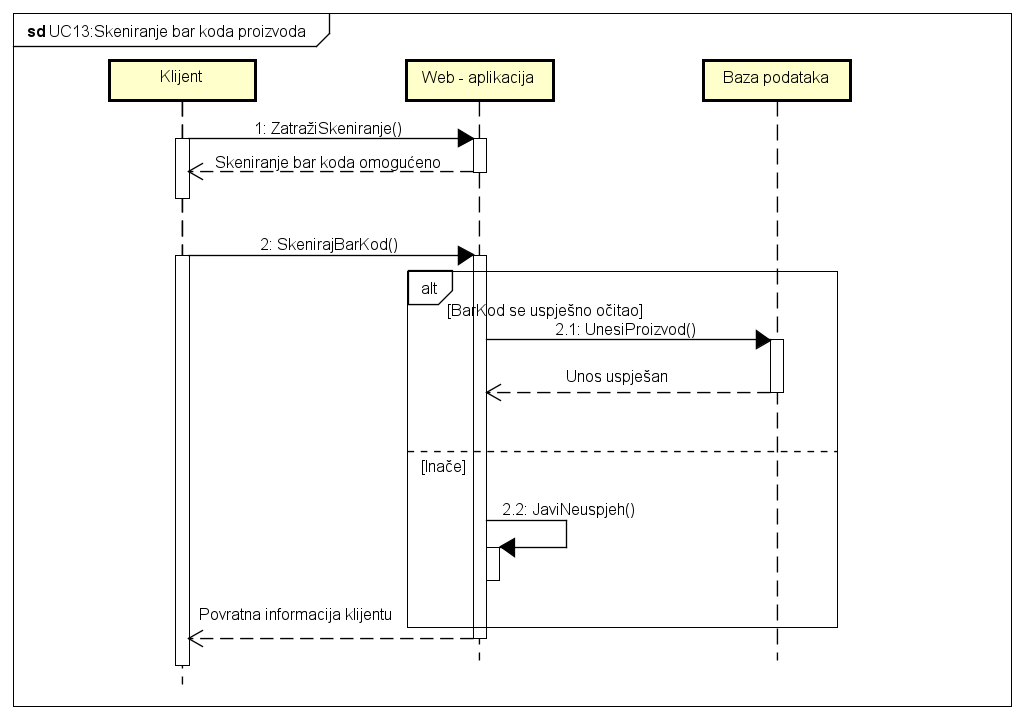 sd UC13:Skeniranje bar koda proizvoda
Klijent
Web - aplikacija
Baza podataka
1: ZatražiSkeniranje()
Skeniranje bar koda omogućeno
2: SkenirajBarKod()
alt
[BarKod se uspješno očitao]
2.1: UnesiProizvod()
Unos uspješan
[Inače]
2.2: JaviNeuspjeh()
Povratna informacija klijentu